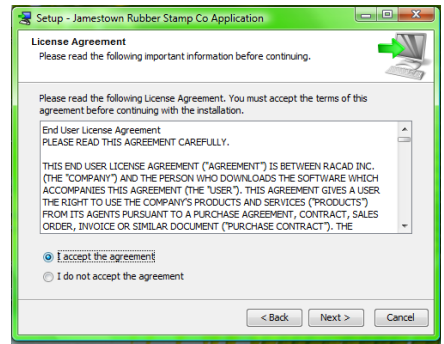 Setup - Jamestown Rubber Stamp Co Application
License Agreement
Please read the following important information before continuing.
Please read the following License Agreement. You must accept the terms of this
agreement before continuing with the installation.
End User License Agreement
PLEASE READ THIS AGREEMENT CAREFULLY.
THIS END USER LICENSE AGREEMENT ("AGREEMENT") IS BETWEEN RACAD INC.
(THE "COMPANY") AND THE PERSON WHO DOWNLOADS THE SOFTWARE WHICH
ACCOMPANIES THIS AGREEMENT (THE "USER"). THIS AGREEMENT GIVES A USER
THE RIGHT TO USE THE COMPANY'S PRODUCTS AND SERVICES ("PRODUCTS")
FROM ITS AGENTS PURSUANT TO A PURCHASE AGREEMENT, CONTRACT, SALES
ORDER, INVOICE OR SIMILAR DOCUMENT ("PURCHASE CONTRACT"). THE
I accept the agreement
I do not accept the agreement
< Back Next > Cancel